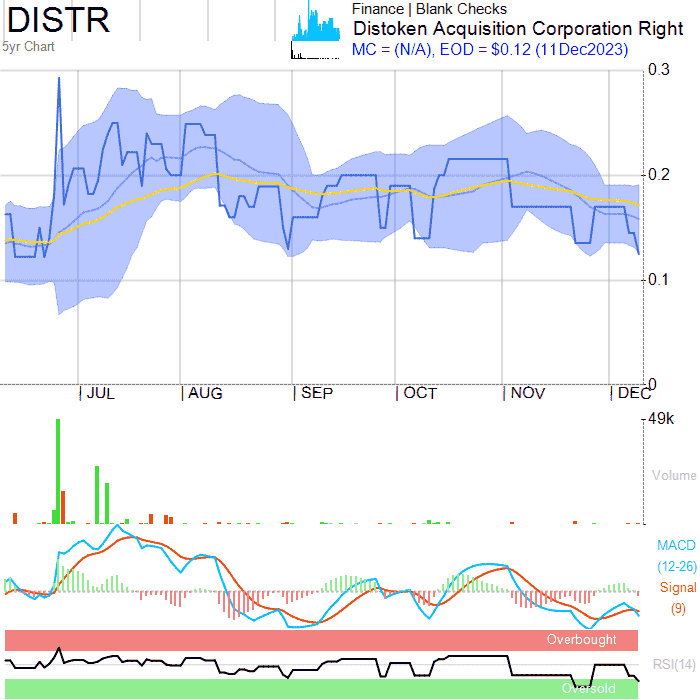 DISTR
5yr Chart
Finance | Blank Checks
Distoken Acquisition Corporation Right
MC = (N/A), EOD = $0.12 (11Dec2023)
0.3
0.2
0.1
0
JUL AUG SEP OCT NOV DEC
49k
Volume
MACD
(12-26)
Signal
(9)
Overbought
RSI(14)
Oversold